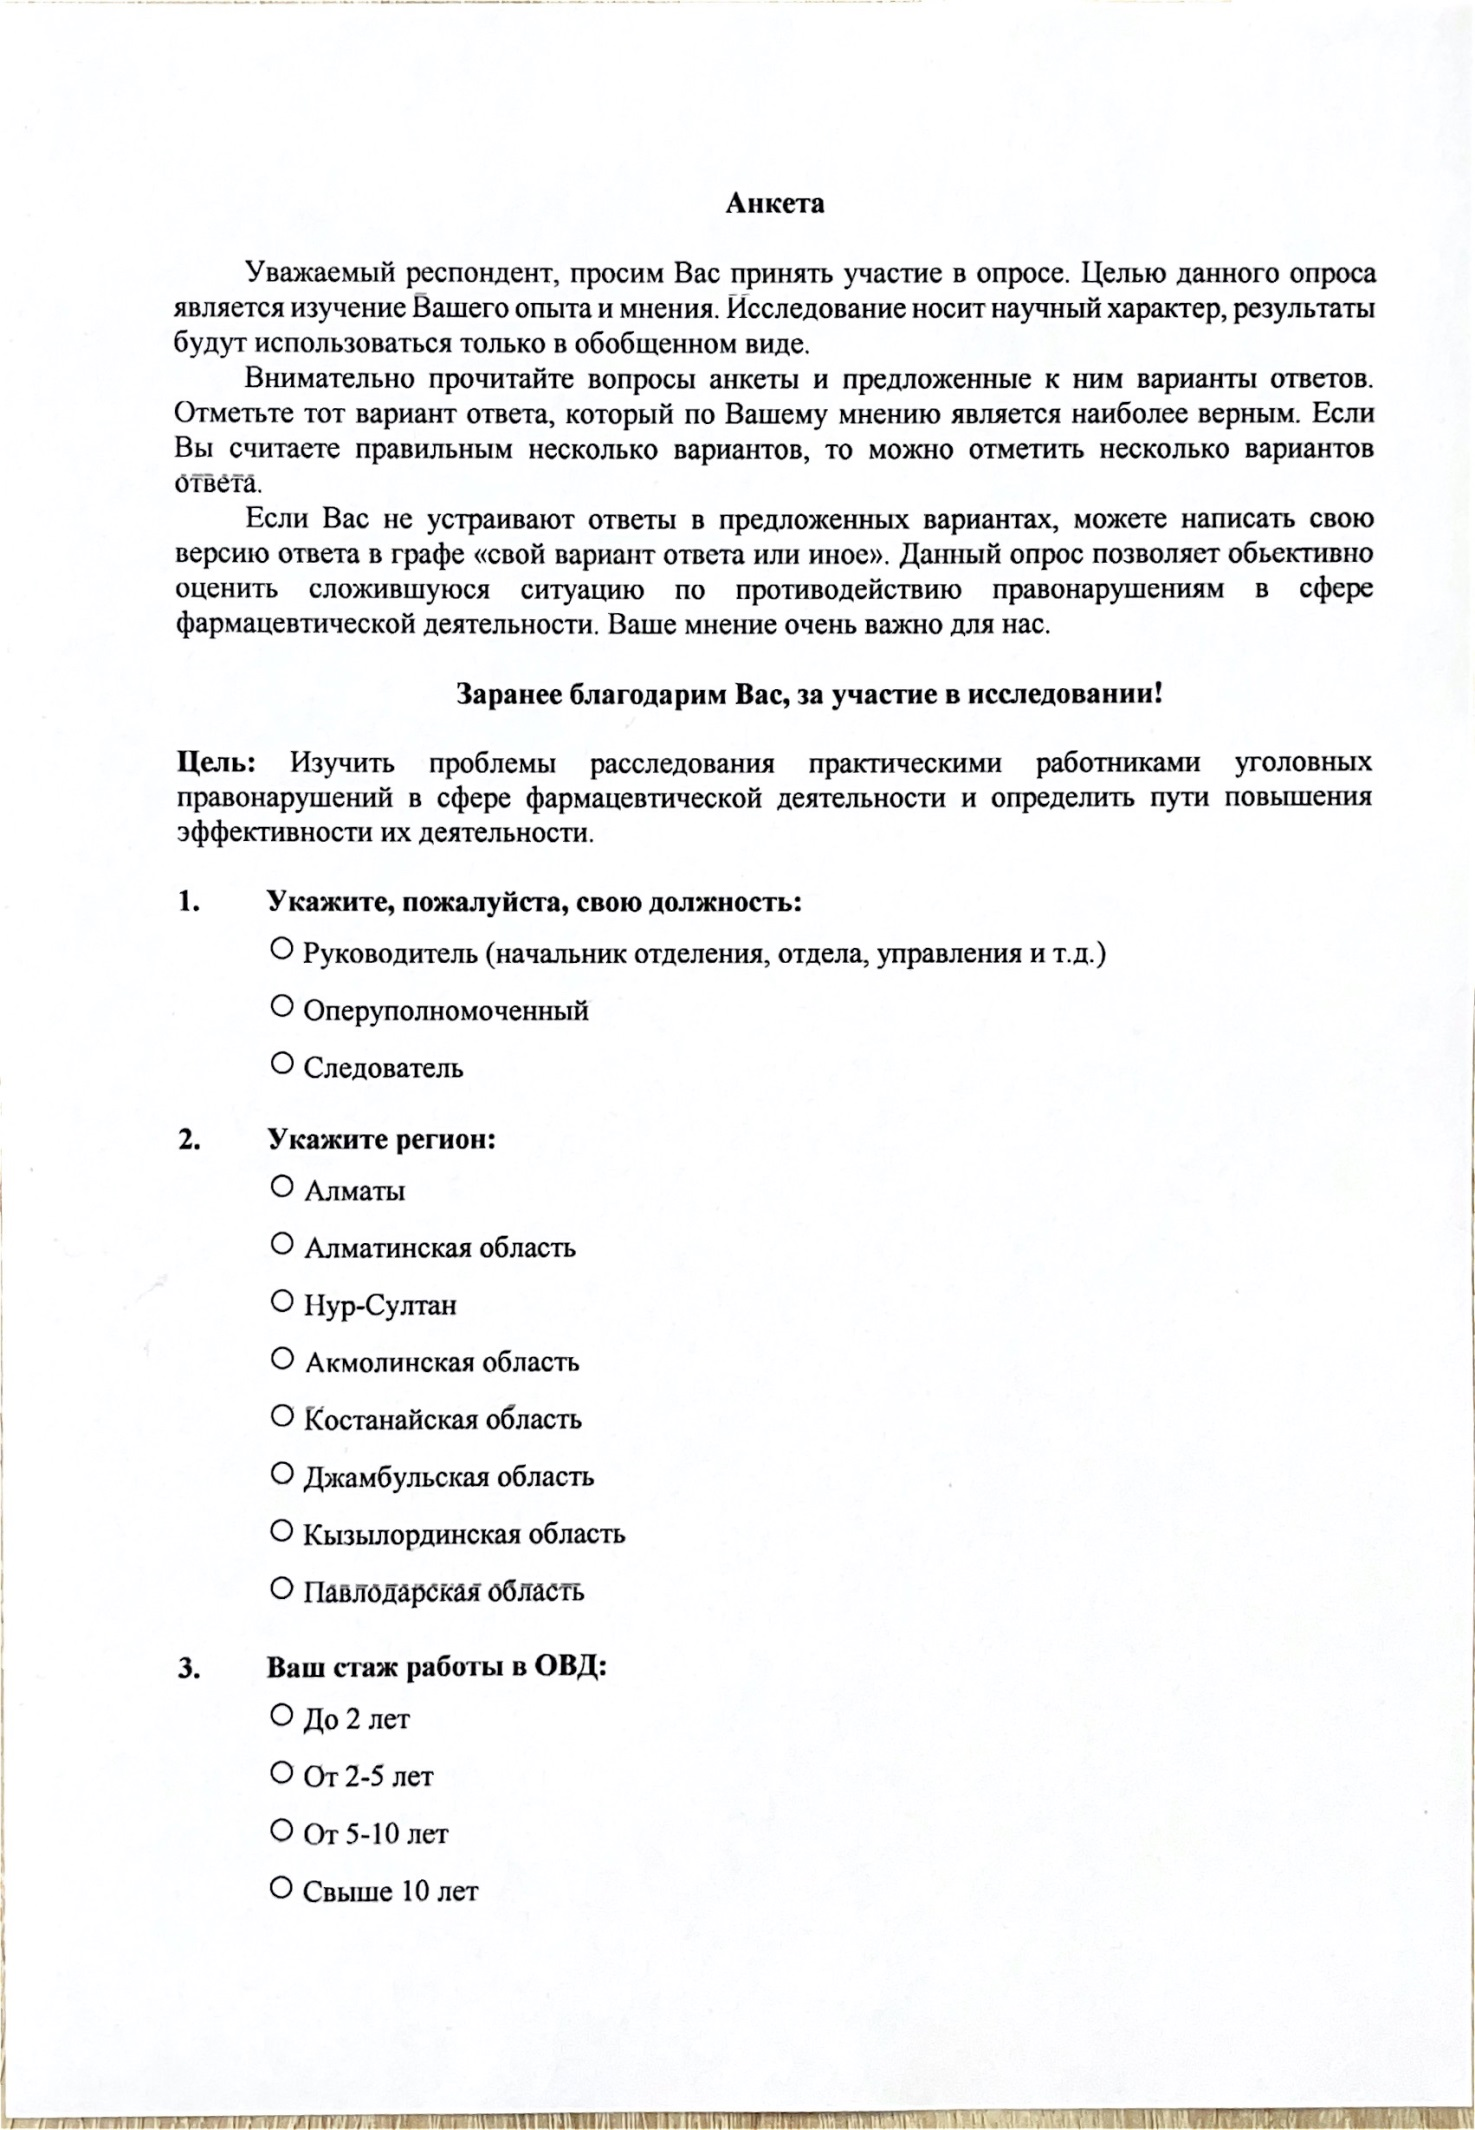 Анкета
Уважаемый респондент, просим Вас принять участие в опросе. Целью данного опроса
является изучение Вашего опыта и мнения. Исследование носит научный характер, результаты
будут использоваться только в обобщенном виде.
Внимательно прочитайте вопросы анкеты и предложенные к ним варианты ответов.
Отметьте тот вариант ответа, который по Вашему мнению является наиболее верным. Если
Вы считаете правильным несколько вариантов, то можно отметить несколько вариантов
ответа.
Если Вас не устраивают ответы в предложенных вариантах, можете написать свою
версию ответа в графе «свой вариант ответа или иное». Данный опрос позволяет обьективно
оценить сложившуюся ситуацию по противодействию правонарушениям в сфере
фармацевтической деятельности. Ваше мнение очень важно для нас.
Заранее благодарим Вас, за участие в исследовании!
Цель: Изучить проблемы расследования практическими работниками уголовных
правонарушений в сфере фармацевтической деятельности и определить пути повышения
эффективности их деятельности.
1. Укажите, пожалуйста, свою должность:
Руководитель (начальник отделения, отдела, управления и т.д.)
Оперуполномоченный
Следователь
2. Укажите регион:
Алматы
Алматинская область
Нур-Султан
Акмолинская область
Костанайская область
Джамбульская область
Кызылординская область
Павлодарская область
3. Ваш стаж работы в ОВД:
До 2 лет
От 2-5 лет
От 5-10 лет
Свыше 10 лет